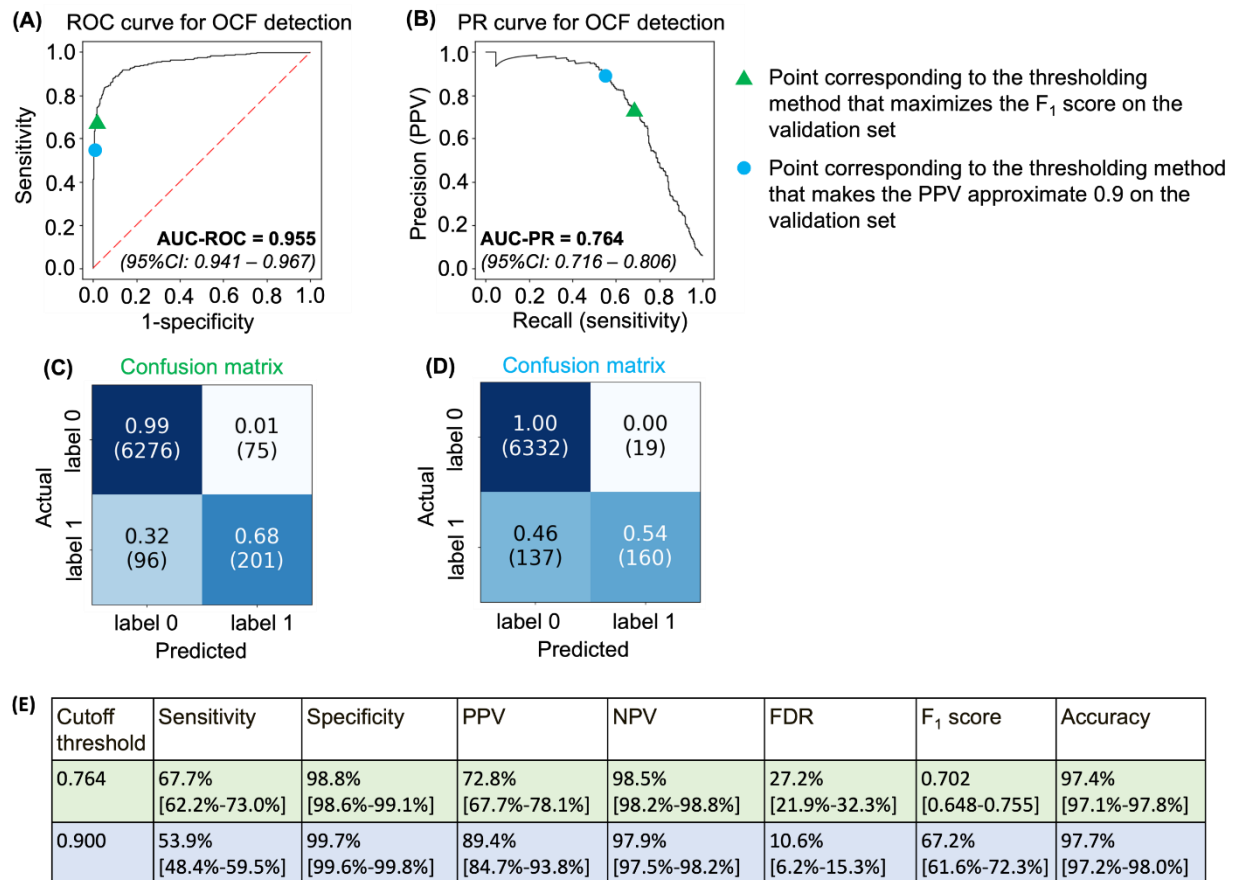 (A) ROC curve for OCF detection
1.0
0.8
0.6
0.4
0.2
0.0
Sensitivity
AUC-ROC = 0.955
(95%CI: 0.941 – 0.967)
0.0 0.2 0.4 0.6 0.8 1.0
1-specificity
(B) PR curve for OCF detection
1.0
0.8
0.6
0.4
0.2
0.0
Precision (PPV)
AUC-PR = 0.764
(95%CI: 0.716 – 0.806)
0.0 0.2 0.4 0.6 0.8 1.0
Recall (sensitivity)
Point corresponding to the thresholding
method that maximizes the F1 score on the
validation set
Point corresponding to the thresholding method
that makes the PPV approximate 0.9 on the
validation set
(C) Confusion matrix
Actual
label 0
label 1
0.99
(6276)
0.01
(75)
0.32
(96)
0.68
(201)
label 0 label 1
Predicted
(D) Confusion matrix
Actual
label 0
label 1
1.00
(6332)
0.00
(19)
0.46
(137)
0.54
(160)
label 0 label 1
Predicted
(E)
Cutoff threshold Sensitivity Specificity PPV NPV FDR F1 score Accuracy
0.764 67.7% 98.8% 72.8% 98.5% 27.2% 0.702 97.4%
[62.2%-73.0%] [98.6%-99.1%] [67.7%-78.1%] [98.2%-98.8%] [21.9%-32.3%] [0.648-0.755] [97.1%-97.8%]
0.900 53.9% 99.7% 89.4% 97.9% 10.6% 67.2% 97.7%
[48.4%-59.5%] [99.6%-99.8%] [84.7%-93.8%] [97.5%-98.2%] [6.2%-15.3%] [61.6%-72.3%] [97.2%-98.0%]